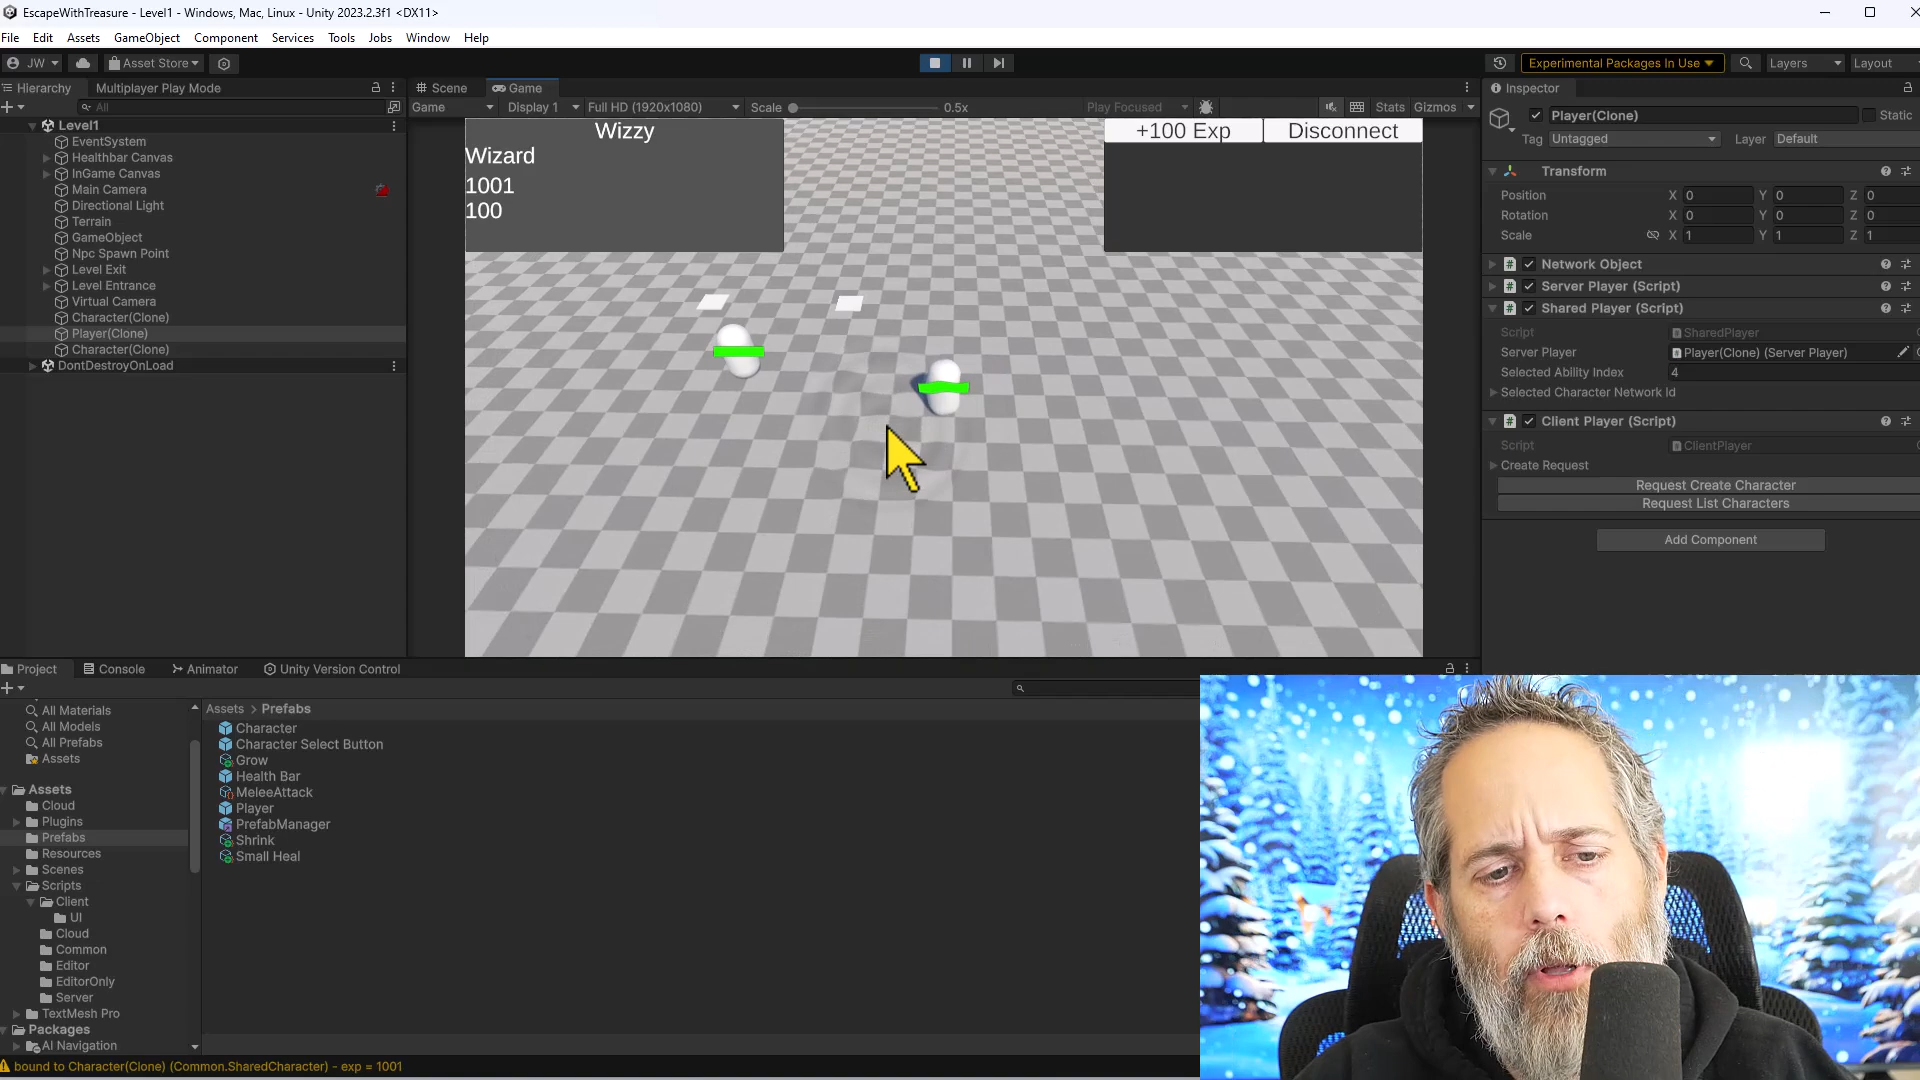 EscapeWithTreasure - Level1 - Windows, Mac, Linux - Unity 2023.2.3f1 <DX11>
File Edit Assets GameObject Component Services Tools Jobs Window Help
JW Asset Store Experimental Packages In Use Layers Layout
Hierarchy Multiplayer Play Mode
All
Level1
EventSystem
Healthbar Canvas
InGame Canvas
Main Camera
Directional Light
Terrain
GameObject
Npc Spawn Point
Level Exit
Level Entrance
Virtual Camera
Character(Clone)
Player(Clone)
Character(Clone)
DontDestroyOnLoad
Scene Game
Game Display 1 Full HD (1920x1080) Scale 0.5x Play Focused Stats Gizmos
Wizzy
Wizard
1001
100
+100 Exp Disconnect
Inspector
Player(Clone) Static
Tag Untagged Layer Default
Transform
Position X 0 Y 0 Z 0
Rotation X 0 Y 0 Z 0
Scale X 1 Y 1 Z 1
Network Object
Server Player (Script)
Shared Player (Script)
Script SharedPlayer
Server Player Player(Clone) (Server Player)
Selected Ability Index 4
Selected Character Network Id
Client Player (Script)
Script ClientPlayer
Create Request
Request Create Character
Request List Characters
Add Component
Project Console Animator Unity Version Control
All Materials
All Models
All Prefabs
Assets
Assets
Cloud
Plugins
Prefabs
Resources
Scenes
Scripts
Client
UI
Cloud
Common
Editor
EditorOnly
Server
TextMesh Pro
Packages
AI Navigation
Assets > Prefabs
Character
Character Select Button
Grow
Health Bar
MeleeAttack
Player
PrefabManager
Shrink
Small Heal
bound to Character(Clone) (Common.SharedCharacter) - exp = 1001